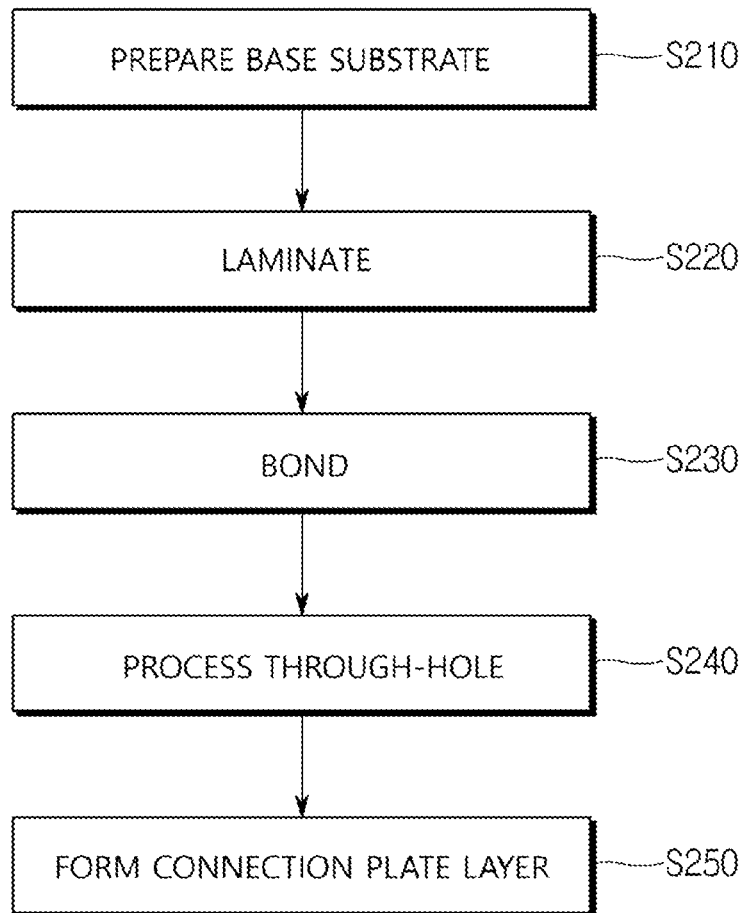 PREPARE BASE SUBSTRATE S210
LAMINATE S220
BOND S230
PROCESS THROUGH-HOLE S240
FORM CONNECTION PLATE LAYER S250